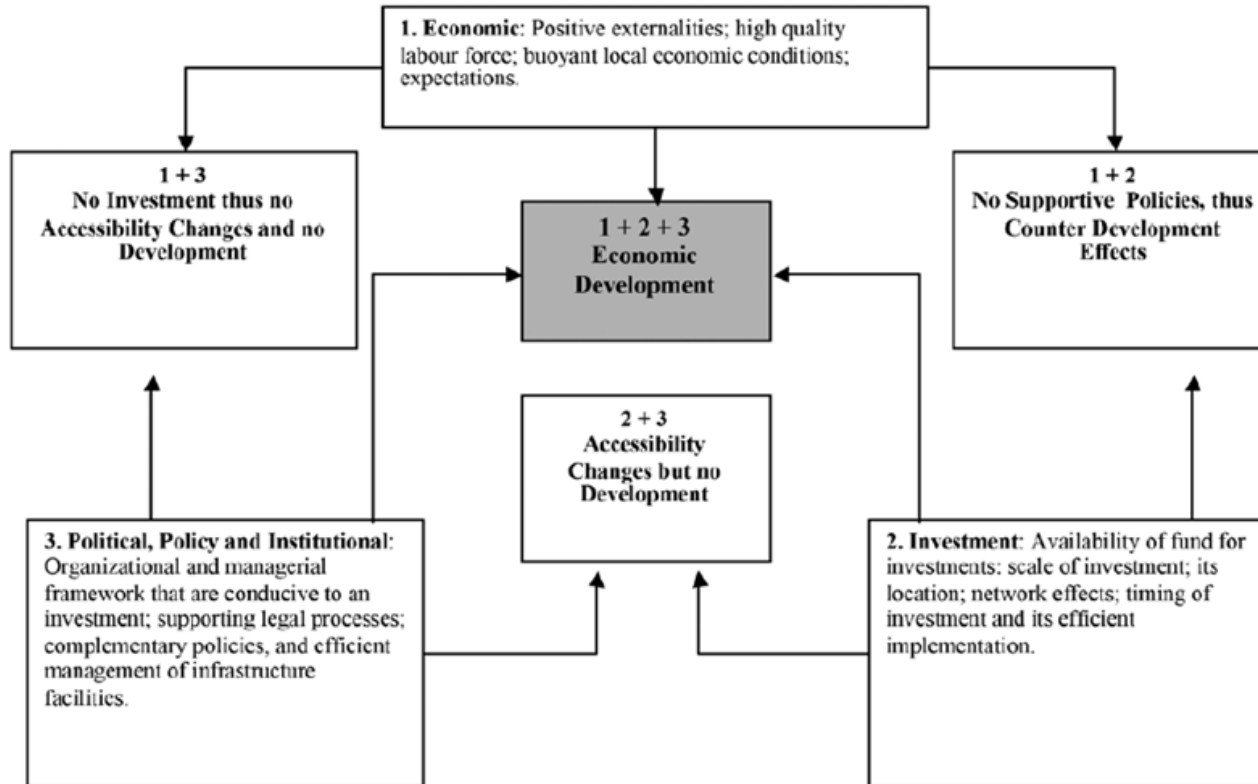 1. Economic: Positive externalities; high quality
labour force; buoyant local economic conditions;
expectations.
1 + 3
No Investment thus no
Accessibility Changes and no
Development
1 + 2 + 3
Economic
Development
1 + 2
No Supportive Policies, thus
Counter Development
Effects
2 + 3
Accessibility
Changes but no
Development
3. Political, Policy and Institutional:
Organizational and managerial
framework that are conducive to an
investment; supporting legal processes;
complementary policies, and efficient
management of infrastructure
facilities.
2. Investment: Availability of fund for
investments: scale of investment; its
location; network effects; timing of
investment and its efficient
implementation.